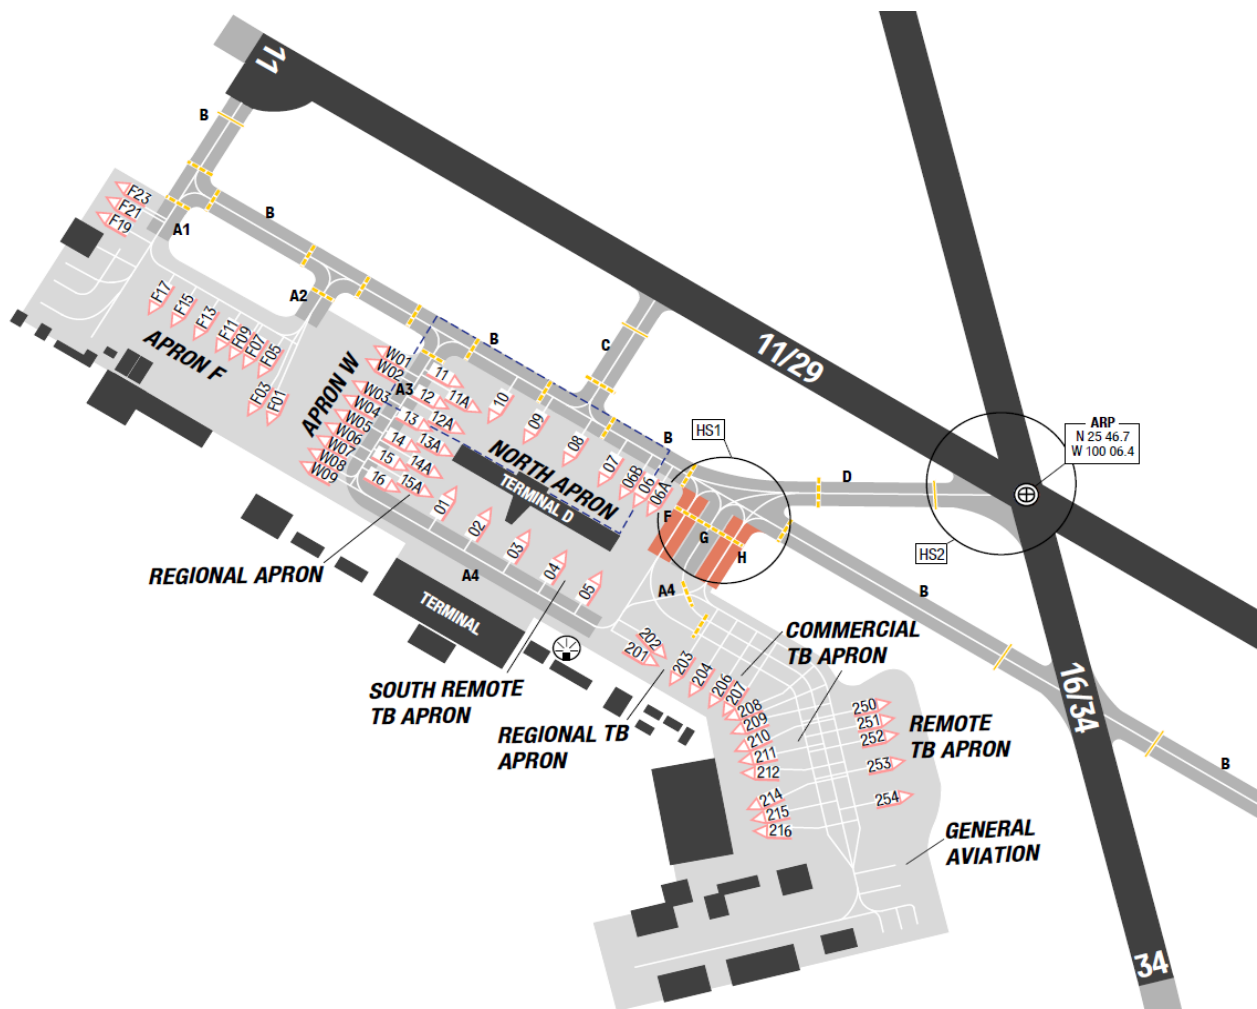 11
B
F23
F21
F19
A1
B
A2
F17
F15
F13
F11
F09
F07
F05
F03
F01
APRON F
APRON W
W01
W02
W03
W04
W05
W06
W07
W08
W09
A3
11
11A
12
12A
13
13A
14
14A
15
15A
16
B
10
09
08
07
06B
06
06A
C
B
NORTH APRON
TERMINAL D
11/29
HS1
D
ARP
N 25 46.7
W 100 06.4
HS2
F
G
H
01
02
03
04
05
A4
A4
REGIONAL APRON
TERMINAL
SOUTH REMOTE
TB APRON
REGIONAL TB
APRON
COMMERCIAL
TB APRON
B
202
201
203
204
206
207
208
209
210
211
212
214
215
216
250
251
252
253
254
REMOTE
TB APRON
GENERAL
AVIATION
16/34
B
34